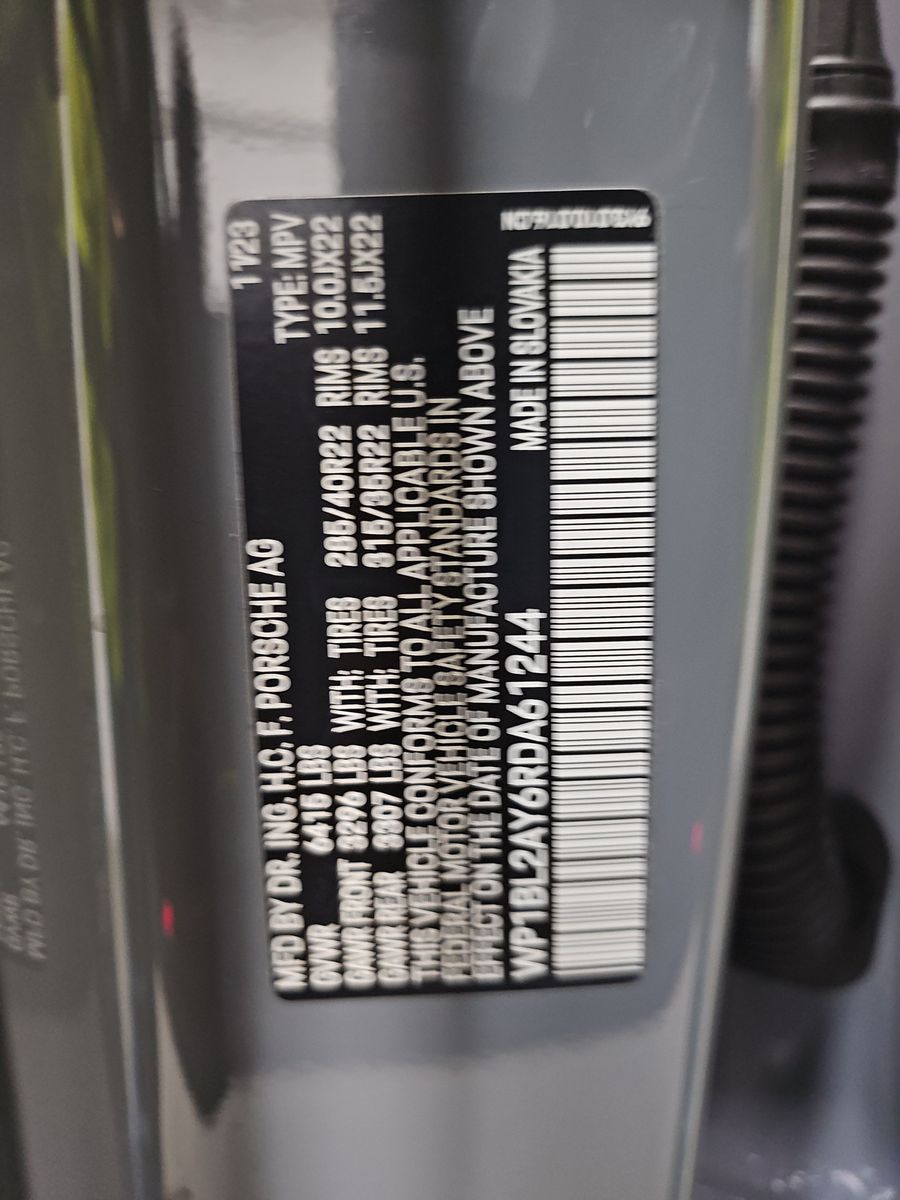 MFD BY DR. ING. H.C. F. PORSCHE AG 11/23
GVWR 6415 LBS TYPE: MPV
GAWR FRONT 3296 LBS WITH: TIRES 285/40R22 RIMS 10.0JX22
GAWR REAR 3307 LBS WITH: TIRES 315/35R22 RIMS 11.5JX22
THIS VEHICLE CONFORMS TO ALL APPLICABLE U.S.
FEDERAL MOTOR VEHICLE SAFETY STANDARDS IN
EFFECT ON THE DATE OF MANUFACTURE SHOWN ABOVE
WP1BL2AY6RDA61244 MADE IN SLOVAKIA